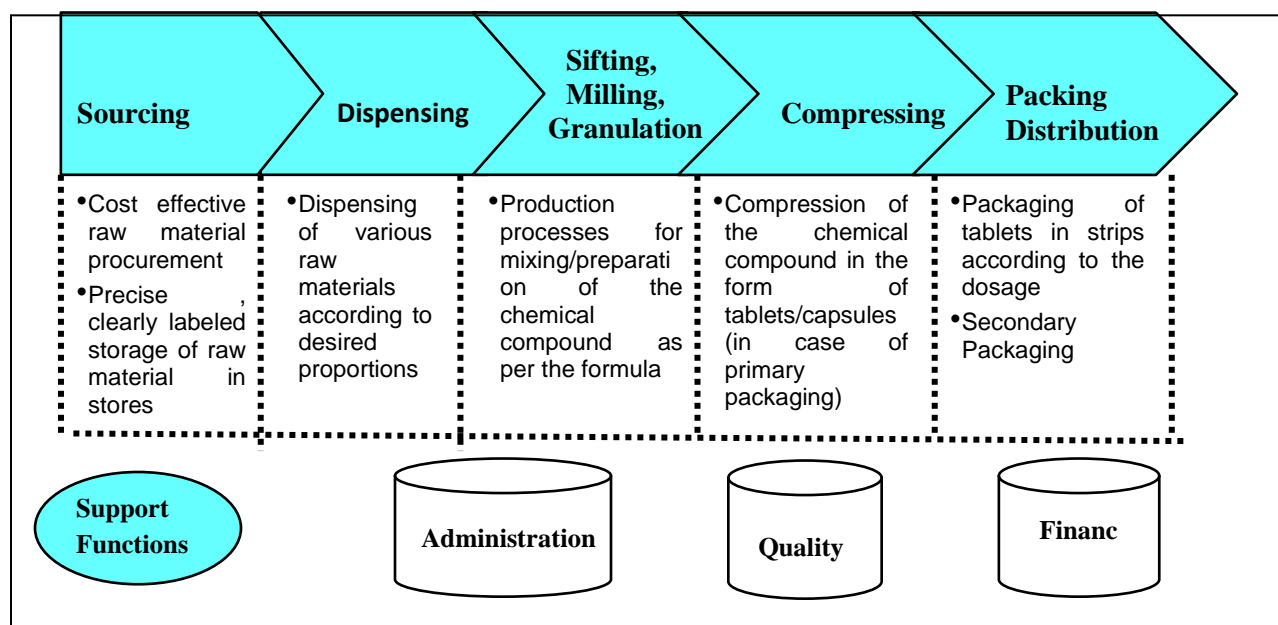 Sourcing
Dispensing
Sifting,
Milling,
Granulation
Compressing
Packing
Distribution
•Cost effective
raw material
procurement
•Precise ,
clearly labeled
storage of raw
material in
stores
•Dispensing
of various
raw
materials
according to
desired
proportions
•Production
processes for
mixing/preparati
on of the
chemical
compound as
per the formula
•Compression of
the chemical
compound in the
form of
tablets/capsules
(in case of
primary
packaging)
•Packaging of
tablets in strips
according to the
dosage
•Secondary
Packaging
Support
Functions
Administration
Quality
Financ